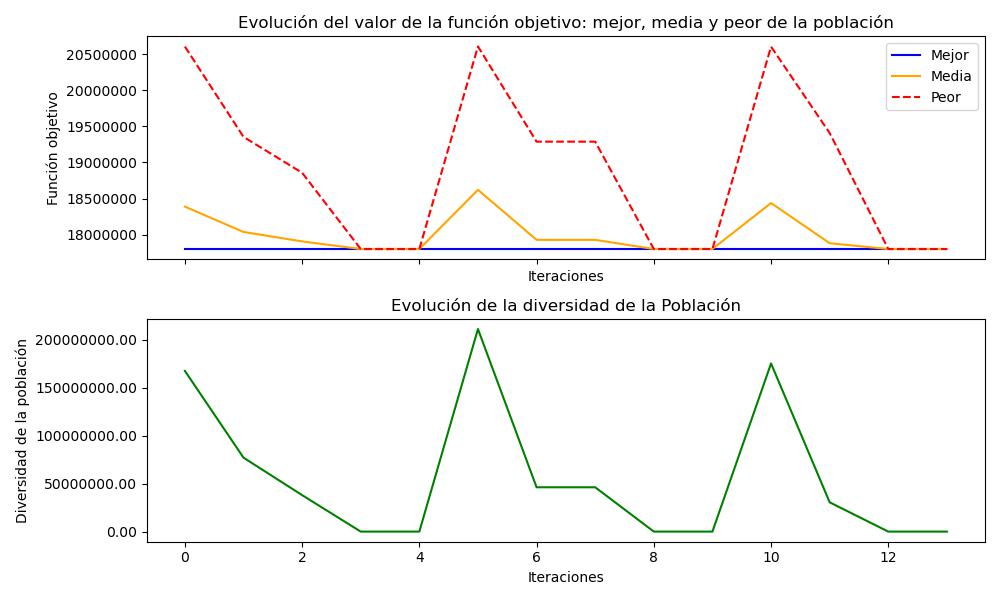 Evolución del valor de la función objetivo: mejor, media y peor de la población
Función objetivo
20500000
20000000
19500000
19000000
18500000
18000000
Mejor
Media
Peor
Iteraciones
Evolución de la diversidad de la Población
Diversidad de la población
200000000.00
150000000.00
100000000.00
50000000.00
0.00
0 2 4 6 8 10 12
Iteraciones